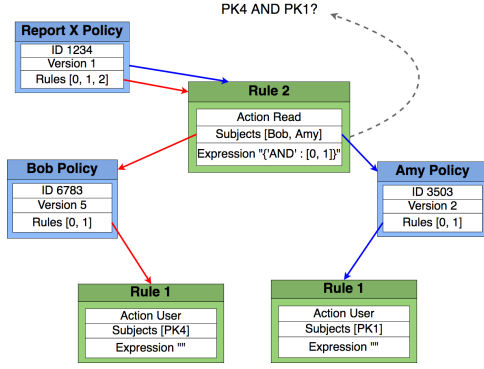 PK4 AND PK1?
Report X Policy
ID 1234
Version 1
Rules [0, 1, 2]
Rule 2
Action Read
Subjects [Bob, Amy]
Expression "{'AND' : [0, 1]}"
Bob Policy
ID 6783
Version 5
Rules [0, 1]
Amy Policy
ID 3503
Version 2
Rules [0, 1]
Rule 1
Action User
Subjects [PK4]
Expression ""
Rule 1
Action User
Subjects [PK1]
Expression ""